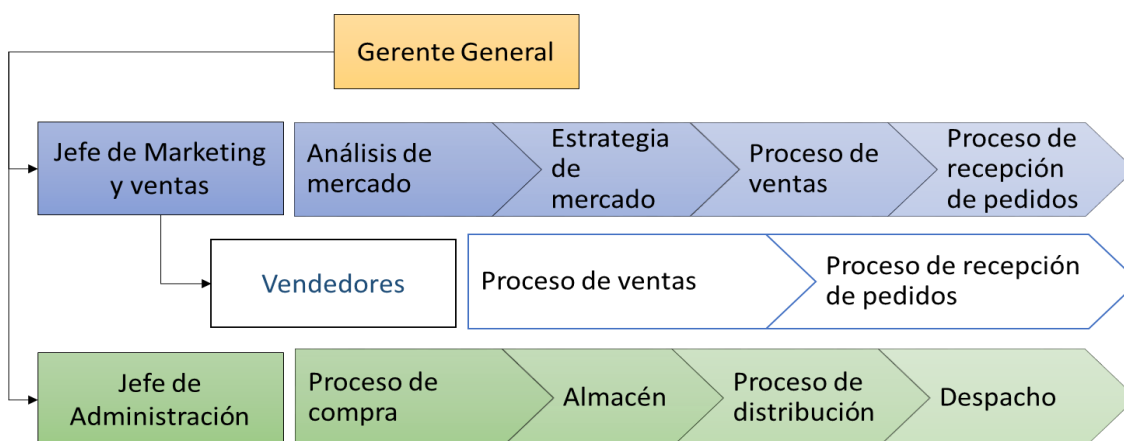 Gerente General
Jefe de Marketing
y ventas
Análisis de
mercado
Estrategia
de
mercado
Proceso de
ventas
Proceso de
recepción
de pedidos
Vendedores
Proceso de ventas
Proceso de recepción
de pedidos
Jefe de
Administración
Proceso de
compra
Almacén
Proceso de
distribución
Despacho